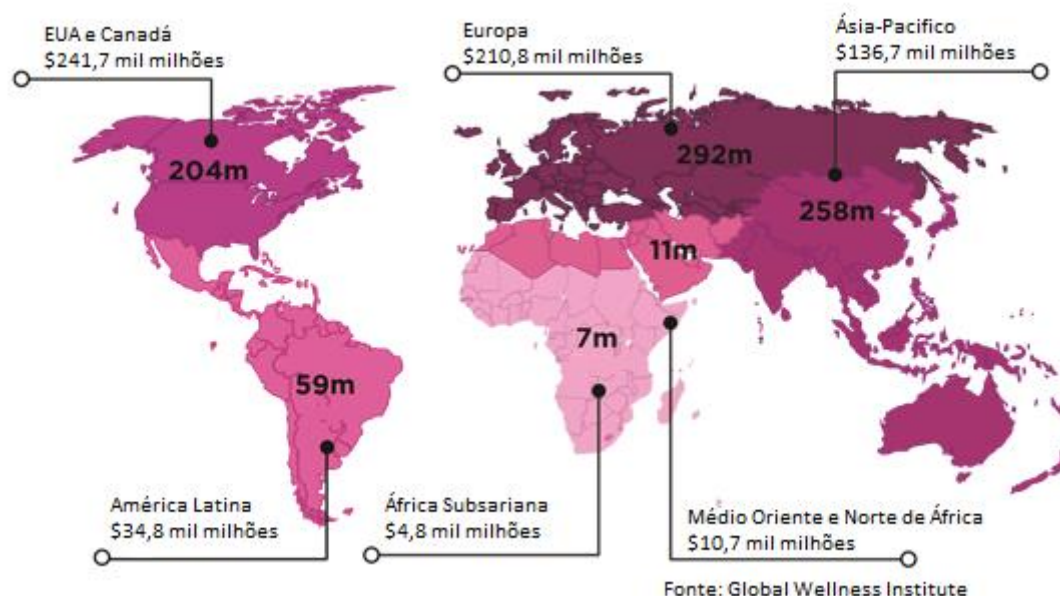 EUA e Canadá
$241,7 mil milhões
Europa
$210,8 mil milhões
Ásia-Pacifico
$136,7 mil milhões
204m
292m
258m
11m
7m
59m
América Latina
$34,8 mil milhões
África Subsariana
$4,8 mil milhões
Médio Oriente e Norte de África
$10,7 mil milhões
Fonte: Global Wellness Institute